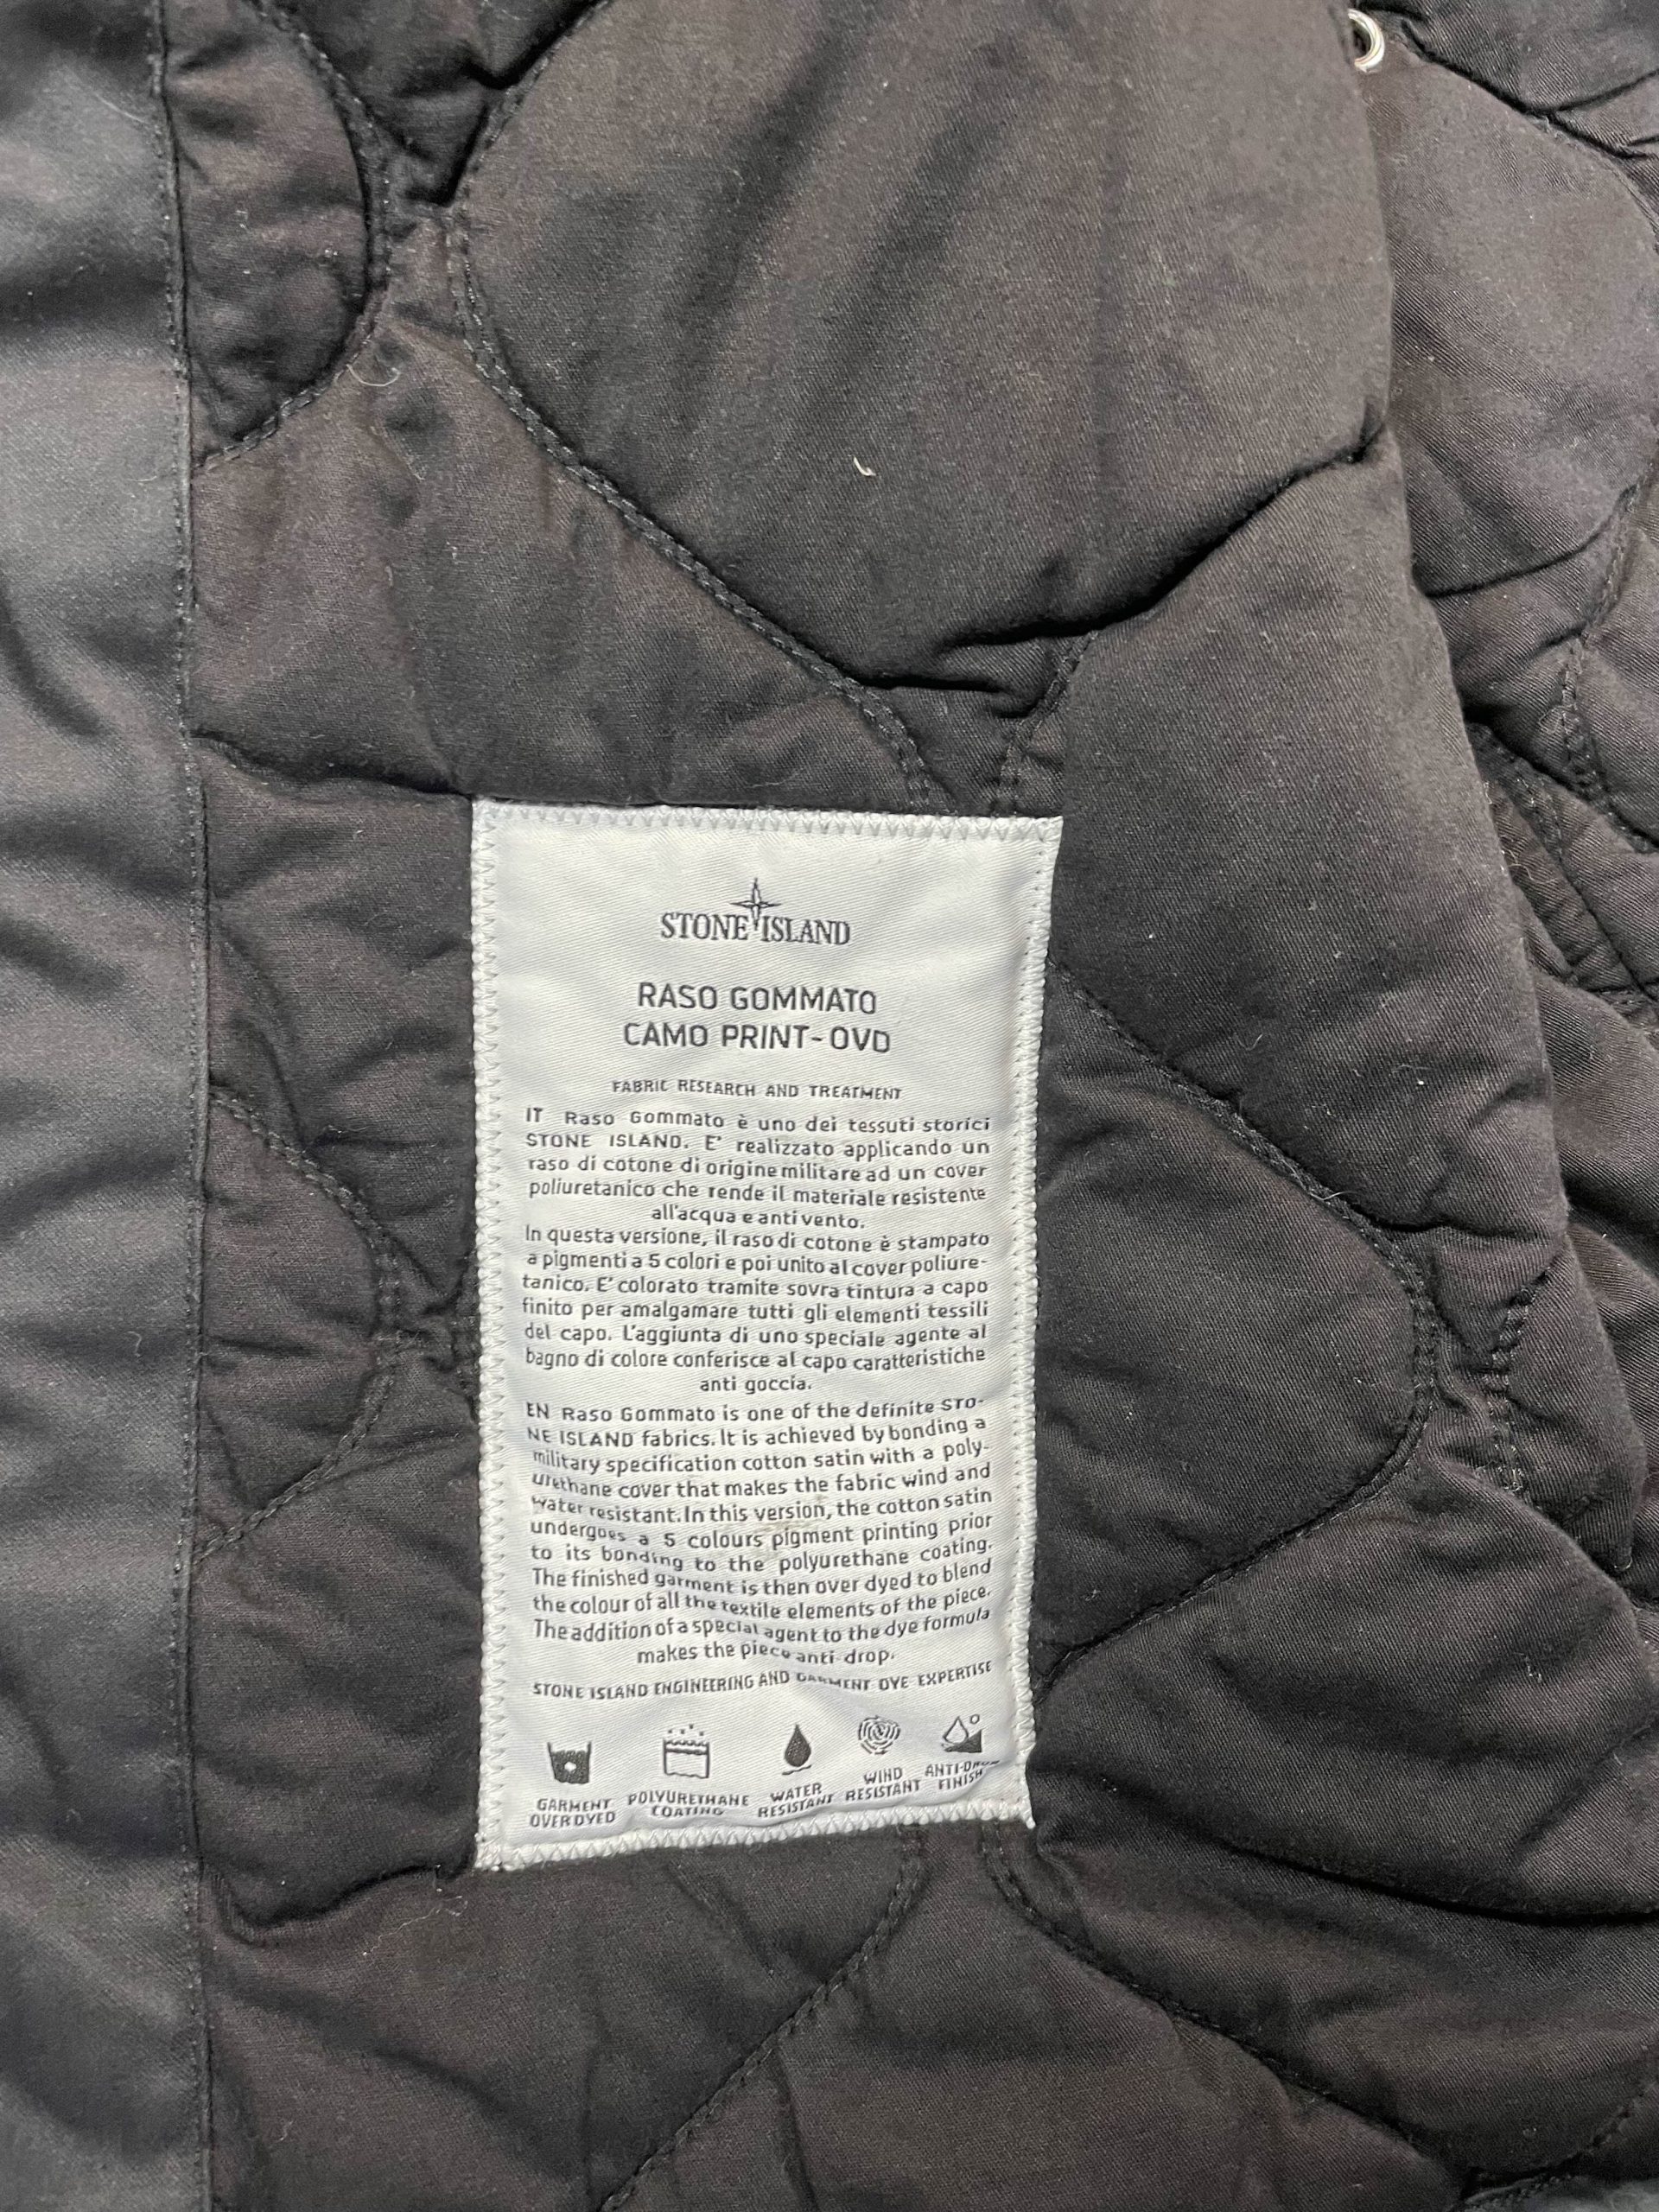 STONE ISLAND
RASO GOMMATO
CAMO PRINT-OVD
FABRIC RESEARCH AND TREATMENT
IT Raso Gommato è uno dei tessuti storici
STONE ISLAND. E' realizzato applicando un
raso di cotone di origine militare ad un cover
poliuretanico che rende il materiale resistente
all'acqua e antivento.
In questa versione, il raso di cotone è stampato
a pigmenti a 5 colori e poi unito al cover poliure-
tanico. E' colorato tramite sovra tintura a capo
finito per amalgamare tutti gli elementi tessili
del capo. L'aggiunta di uno speciale agente al
bagno di colore conferisce al capo caratteristiche
anti goccia.
EN Raso Gommato is one of the definite STO-
NE ISLAND fabrics. It is achieved by bonding a
military specification cotton satin with a poly-
urethane cover that makes the fabric wind and
water resistant. In this version, the cotton satin
undergoes a 5 colours pigment printing prior
to its bonding to the polyurethane coating.
The finished garment is then over dyed to blend
the colour of all the textile elements of the piece.
The addition of a special agent to the dye formula
makes the piece anti drop.
STONE ISLAND ENGINEERING AND GARMENT DYE EXPERTISE
GARMENT
OVERDYED
POLYURETHANE
COATING
WATER
RESISTANT
WIND
RESISTANT
ANTI-DROP
FINISH